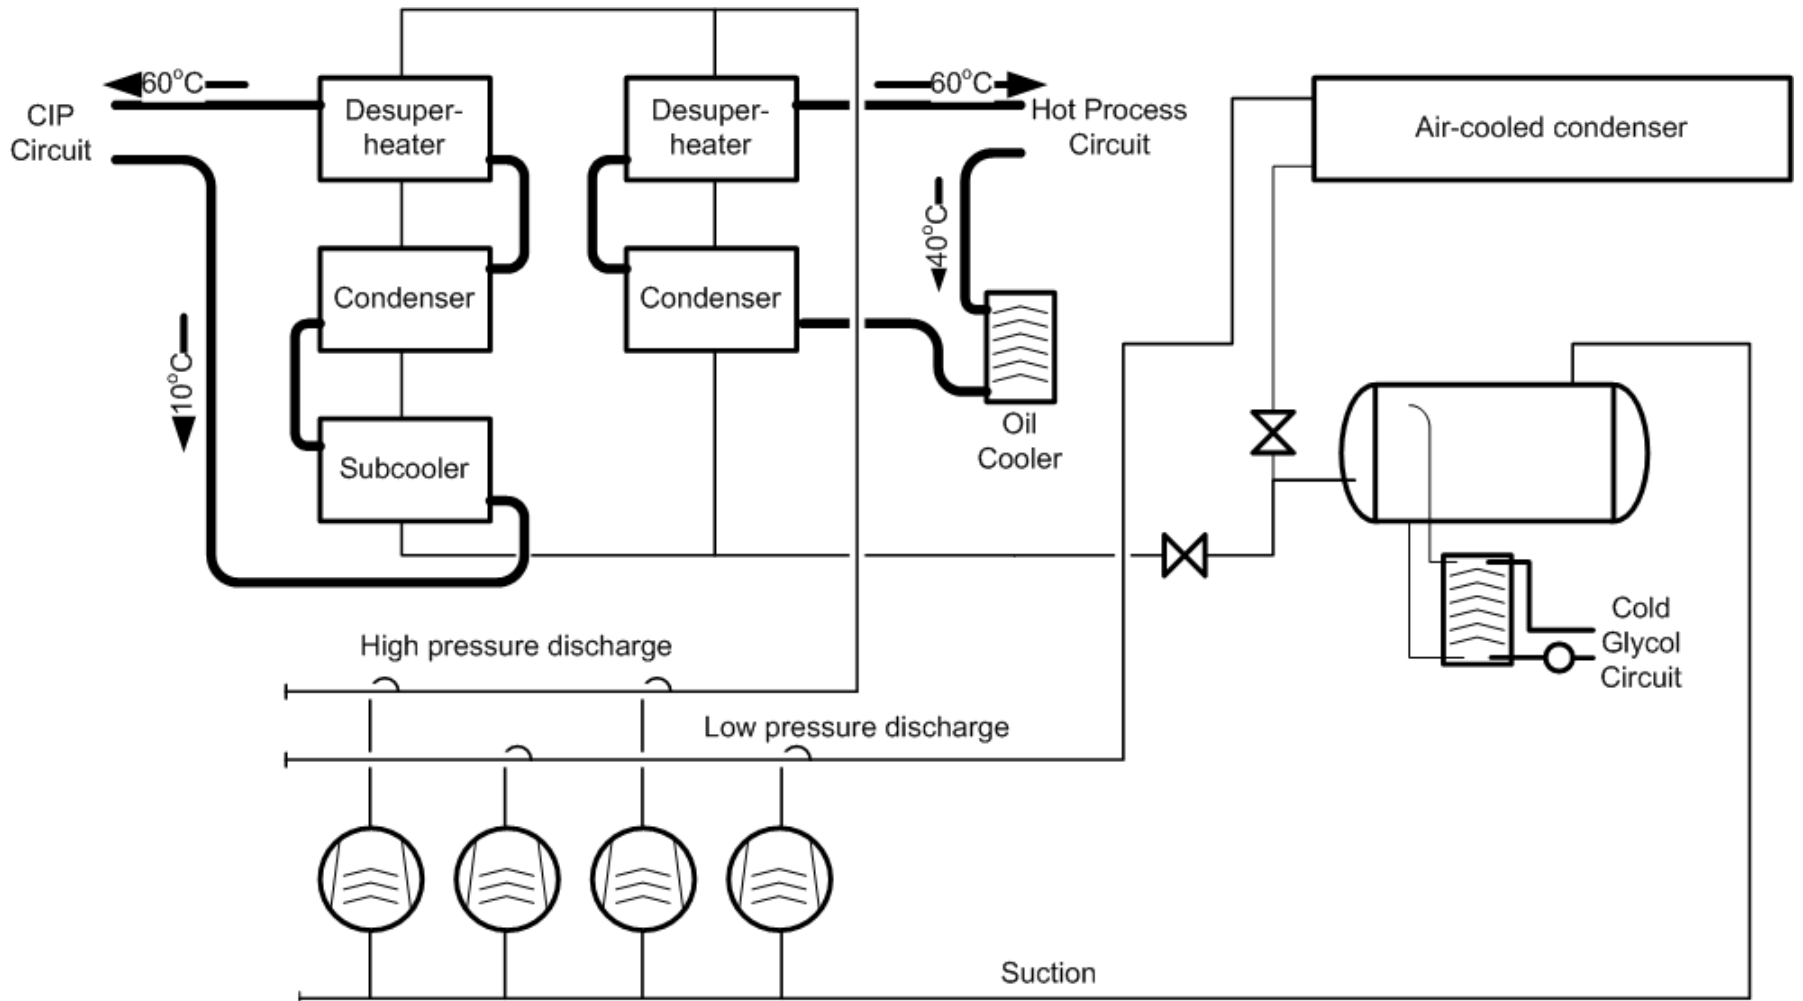 60°C
CIP
Circuit
Desuper-
heater
Desuper-
heater
60°C
Hot Process
Circuit
Air-cooled condenser
40°C
10°C
Condenser
Condenser
Oil
Cooler
Subcooler
Cold
Glycol
Circuit
High pressure discharge
Low pressure discharge
Suction